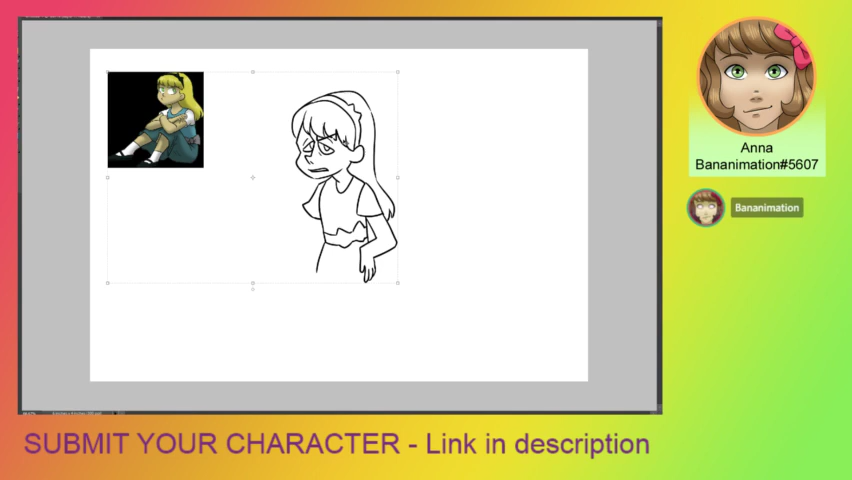 Anna
Bananimation#5607
Bananimation
SUBMIT YOUR CHARACTER - Link in description